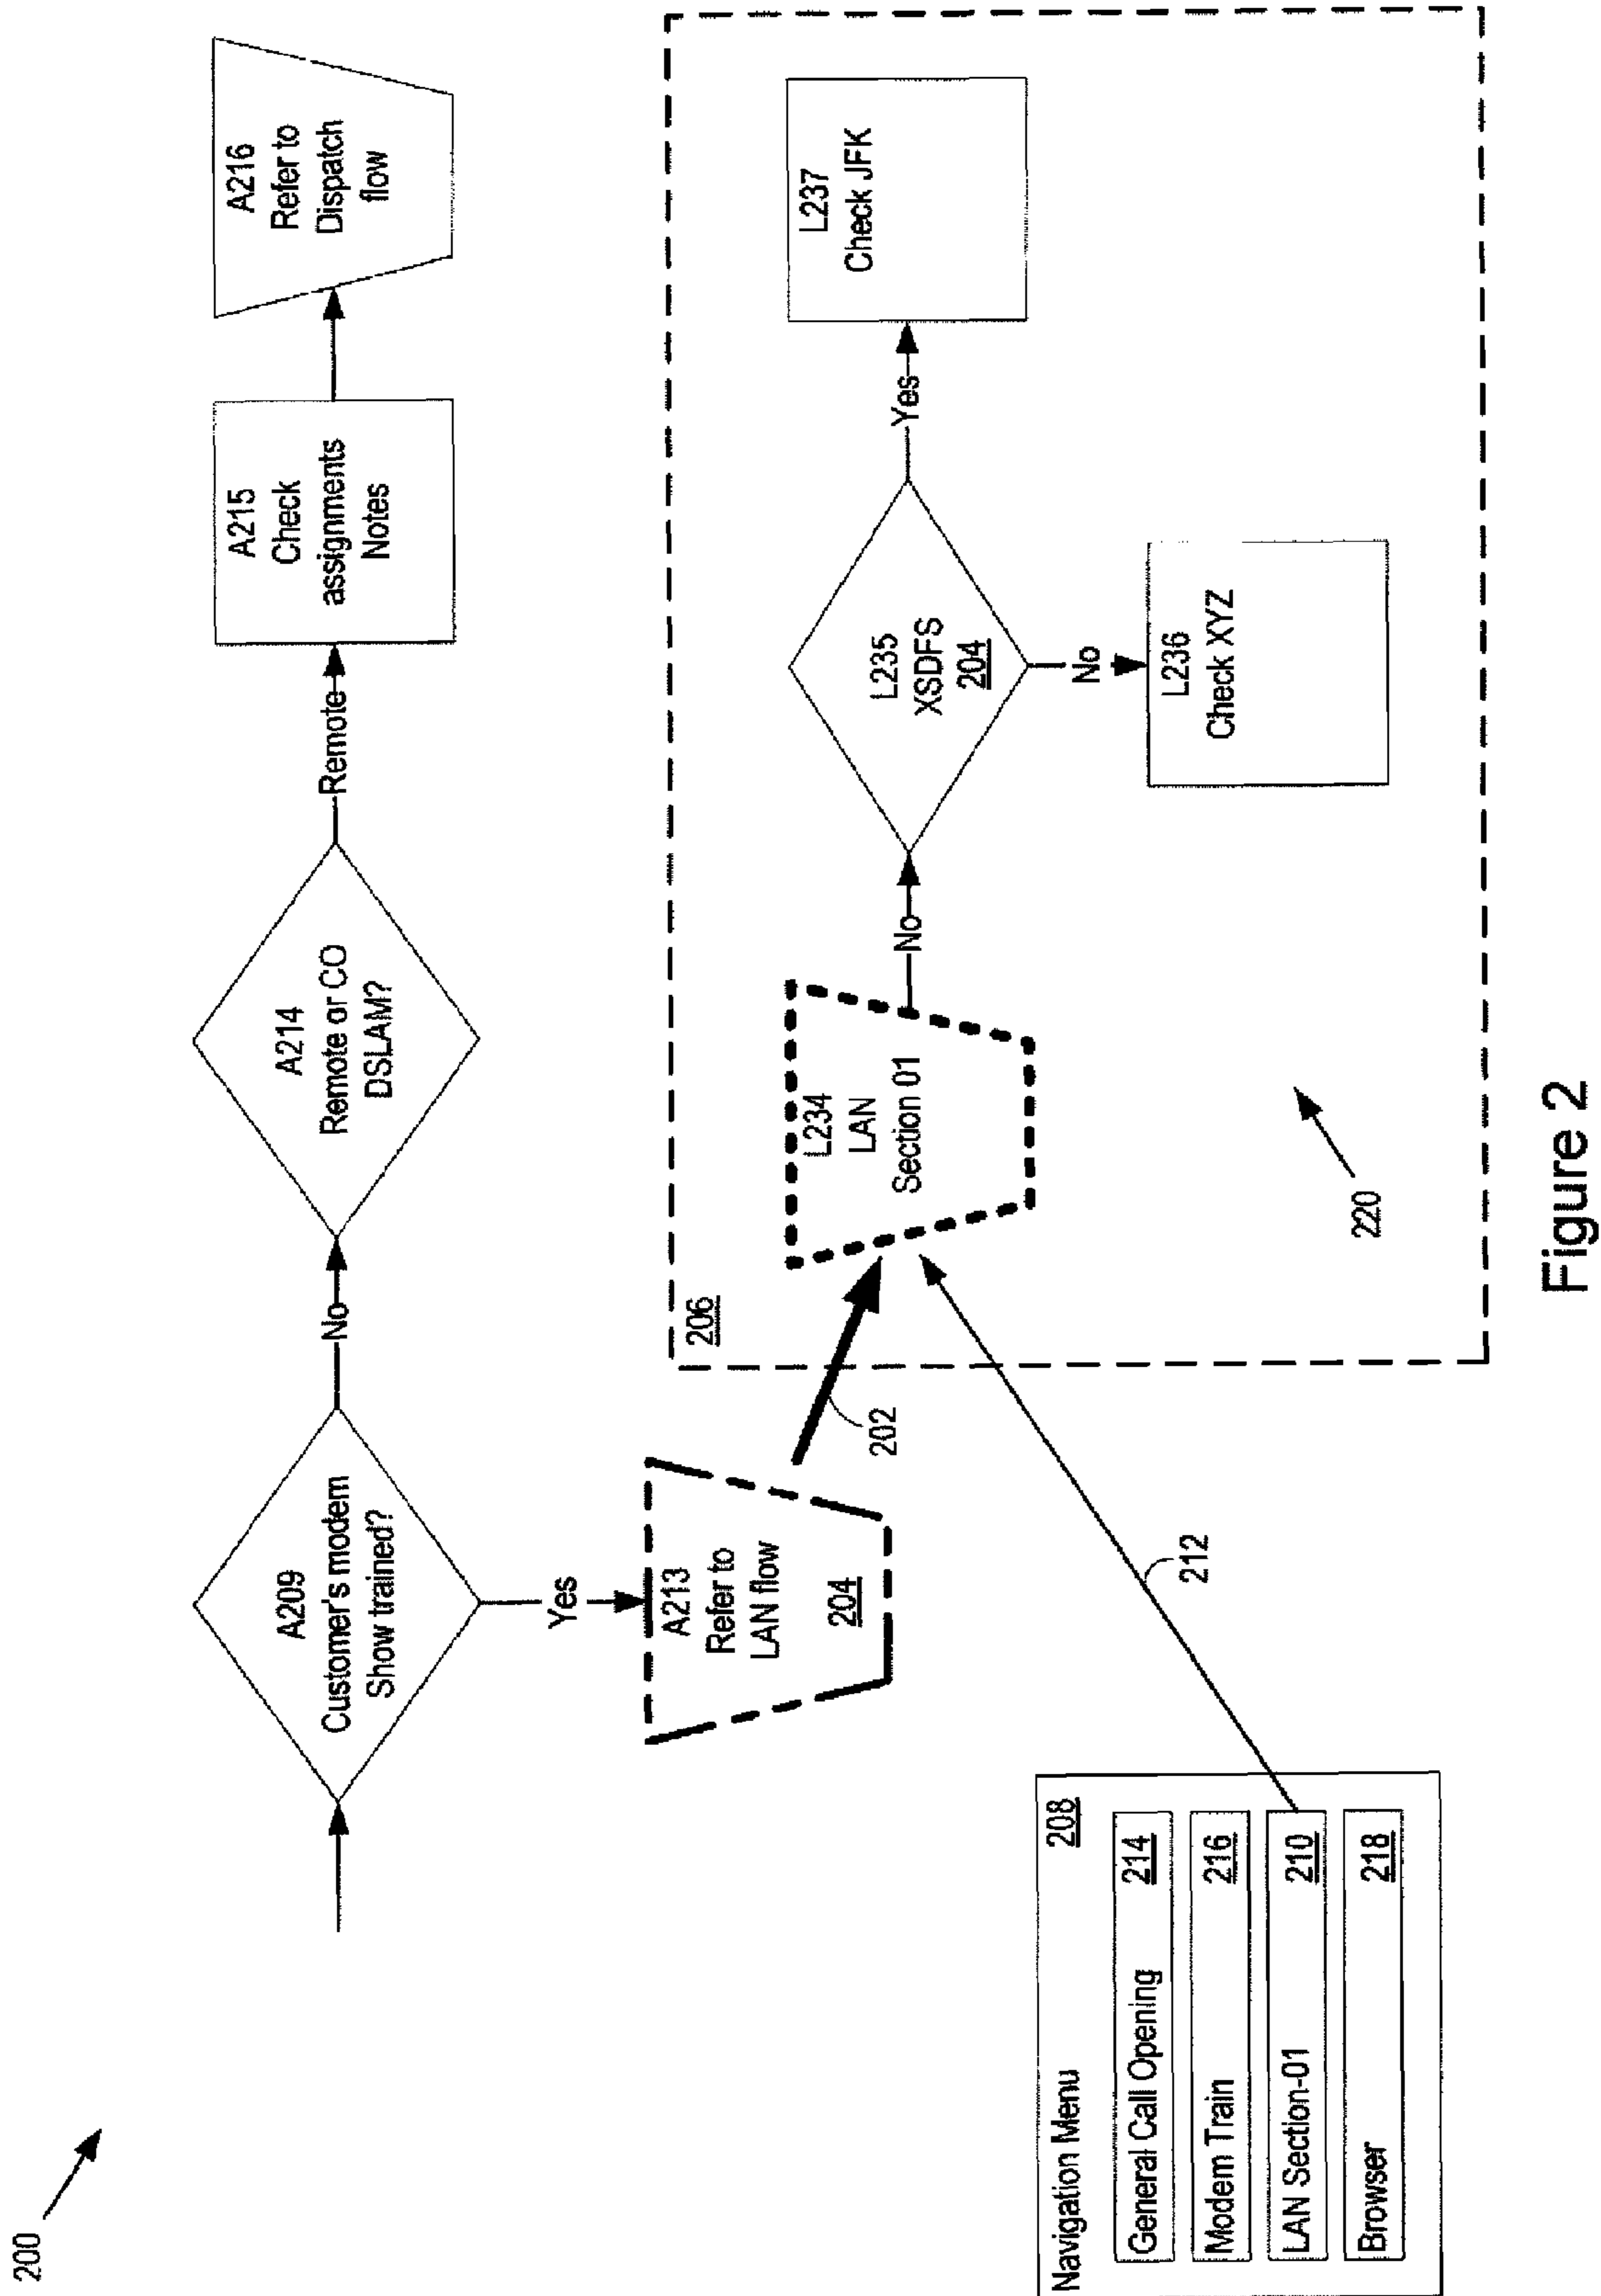 200
A209
Customer's modem
Show trained?
No
A214
Remote or CO
DSLAM?
Remote
A215
Check
assignments
Notes
A216
Refer to
Dispatch
flow
Yes
A213
Refer to
LAN flow
204
202
206
L234
LAN
Section 01
No
L235
XSDFS
204
Yes
L237
Check JFK
No
L236
Check XYZ
220
212
Navigation Menu
208
General Call Opening
214
Modem Train
216
LAN Section-01
210
Browser
218
Figure 2